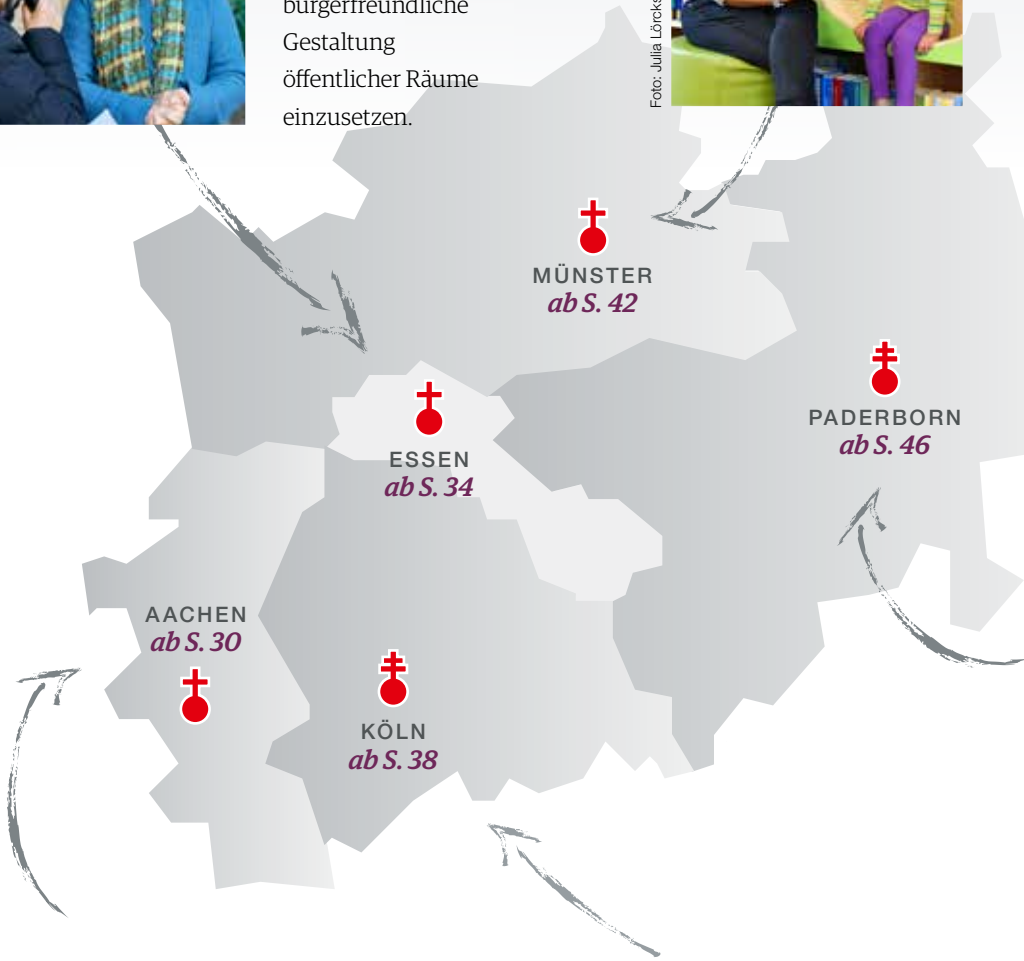 bürgerfreundliche
Gestaltung
öffentlicher Räume
einzusetzen.
Foto: Julia Lörcks
MÜNSTER
ab S. 42
PADERBORN
ab S. 46
ESSEN
ab S. 34
AACHEN
ab S. 30
KÖLN
ab S. 38